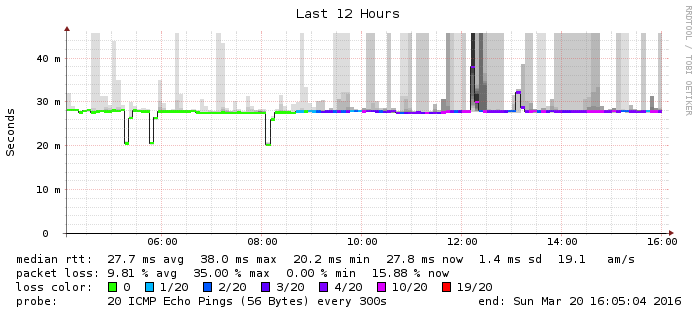 Last 12 Hours
RRDTOOL / TOBI OETIKER
Seconds
40 m
30 m
20 m
10 m
0
06:00 08:00 10:00 12:00 14:00 16:00
median rtt: 27.7 ms avg 38.0 ms max 20.2 ms min 27.8 ms now 1.4 ms sd 19.1 am/s
packet loss: 9.81 % avg 35.00 % max 0.00 % min 15.88 % now
loss color: 0 1/20 2/20 3/20 4/20 10/20 19/20
probe: 20 ICMP Echo Pings (56 Bytes) every 300s end: Sun Mar 20 16:05:04 2016